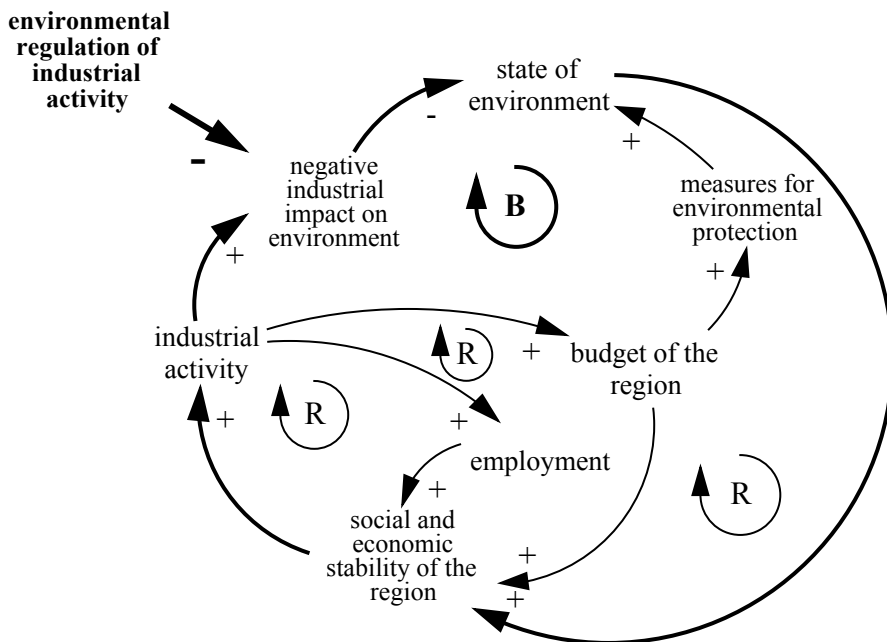 environmental
regulation of
industrial
activity
-
state of
environment
-
+
negative
industrial
impact on
environment
B
measures for
environmental
protection
+
+
industrial
activity
R
+
budget of the
region
R
+
+
employment
R
+
social and
economic
stability of the
region
+
+